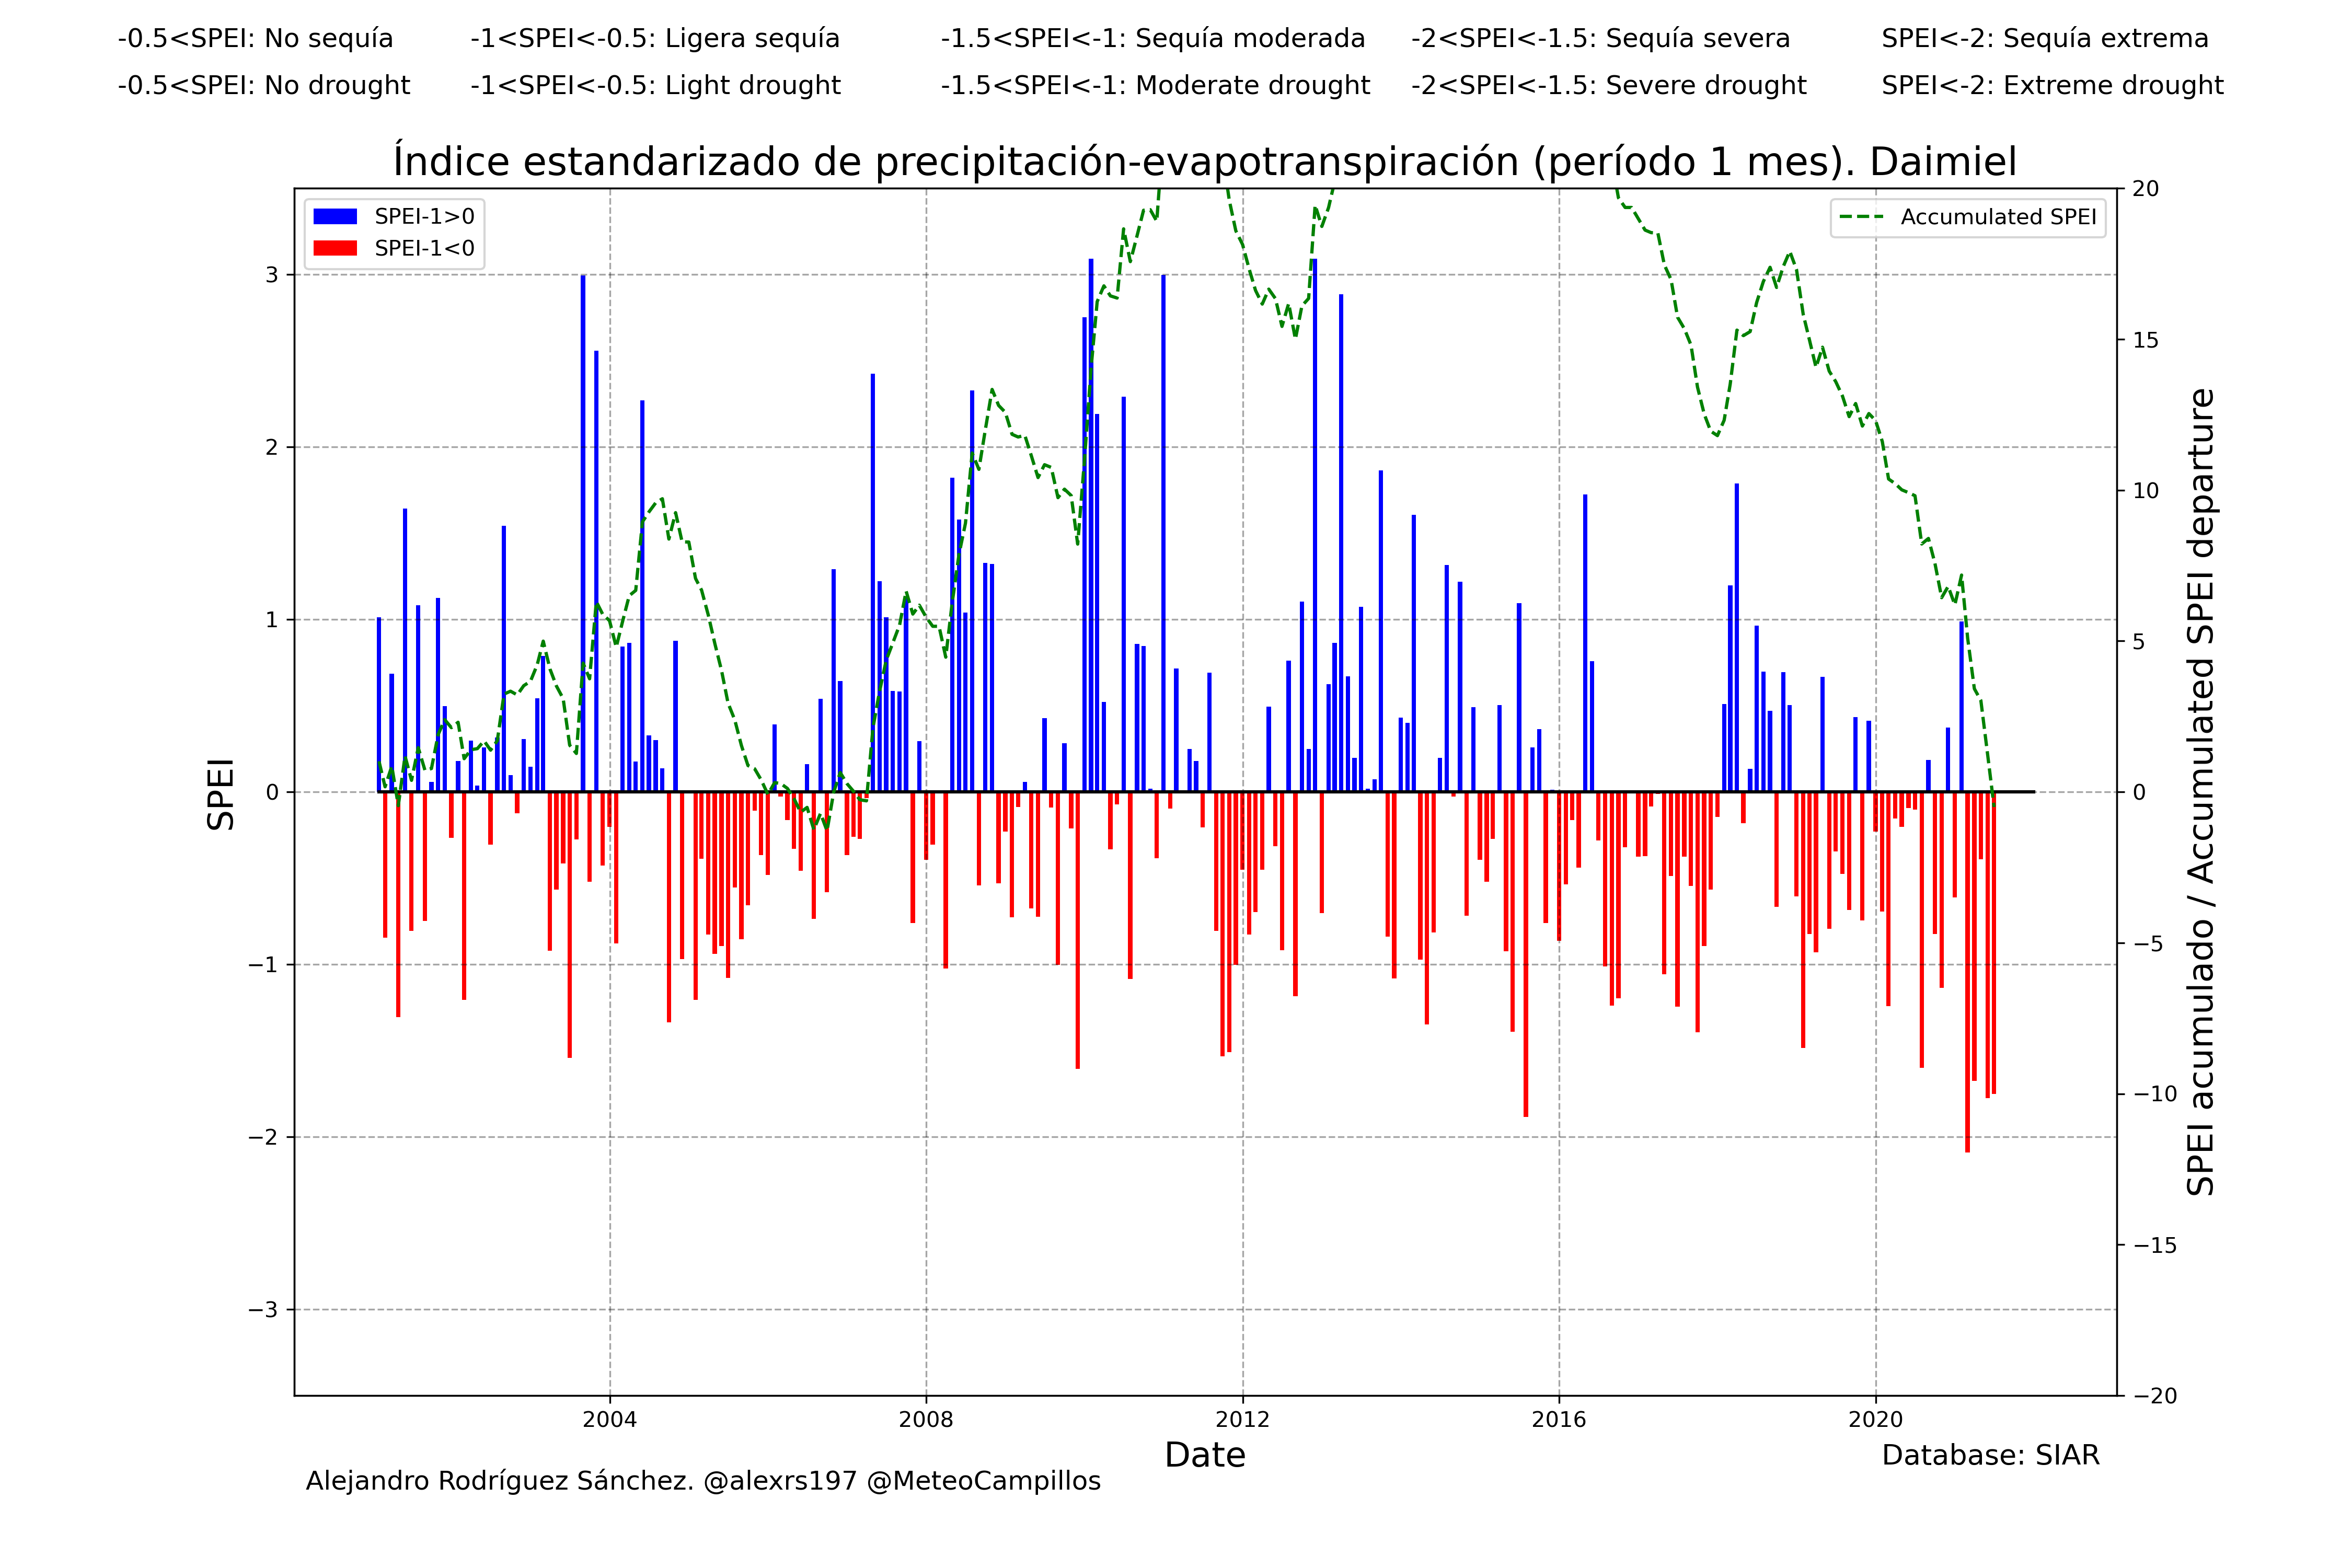 -0.5<SPEI: No sequía -1<SPEI<-0.5: Ligera sequía -1.5<SPEI<-1: Sequía moderada -2<SPEI<-1.5: Sequía severa SPEI<-2: Sequía extrema
-0.5<SPEI: No drought -1<SPEI<-0.5: Light drought -1.5<SPEI<-1: Moderate drought -2<SPEI<-1.5: Severe drought SPEI<-2: Extreme drought
Índice estandarizado de precipitación-evapotranspiración (período 1 mes). Daimiel
SPEI-1>0
SPEI-1<0
Accumulated SPEI
SPEI
3
2
1
0
−1
−2
−3
20
15
10
5
0
−5
−10
−15
−20
SPEI acumulado / Accumulated SPEI departure
2004 2008 2012 2016 2020
Date
Database: SIAR
Alejandro Rodríguez Sánchez. @alexrs197 @MeteoCampillos